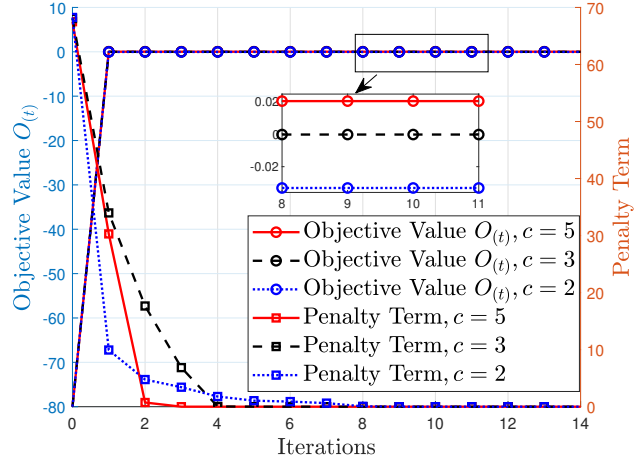 10
0
-10
-20
-30
-40
-50
-60
-70
-80
Objective Value O(t)
70
60
50
40
30
20
10
0
Penalty Term
0.02
0
-0.02
8 9 10 11
Objective Value O(t), c = 5
Objective Value O(t), c = 3
Objective Value O(t), c = 2
Penalty Term, c = 5
Penalty Term, c = 3
Penalty Term, c = 2
0 2 4 6 8 10 12 14
Iterations